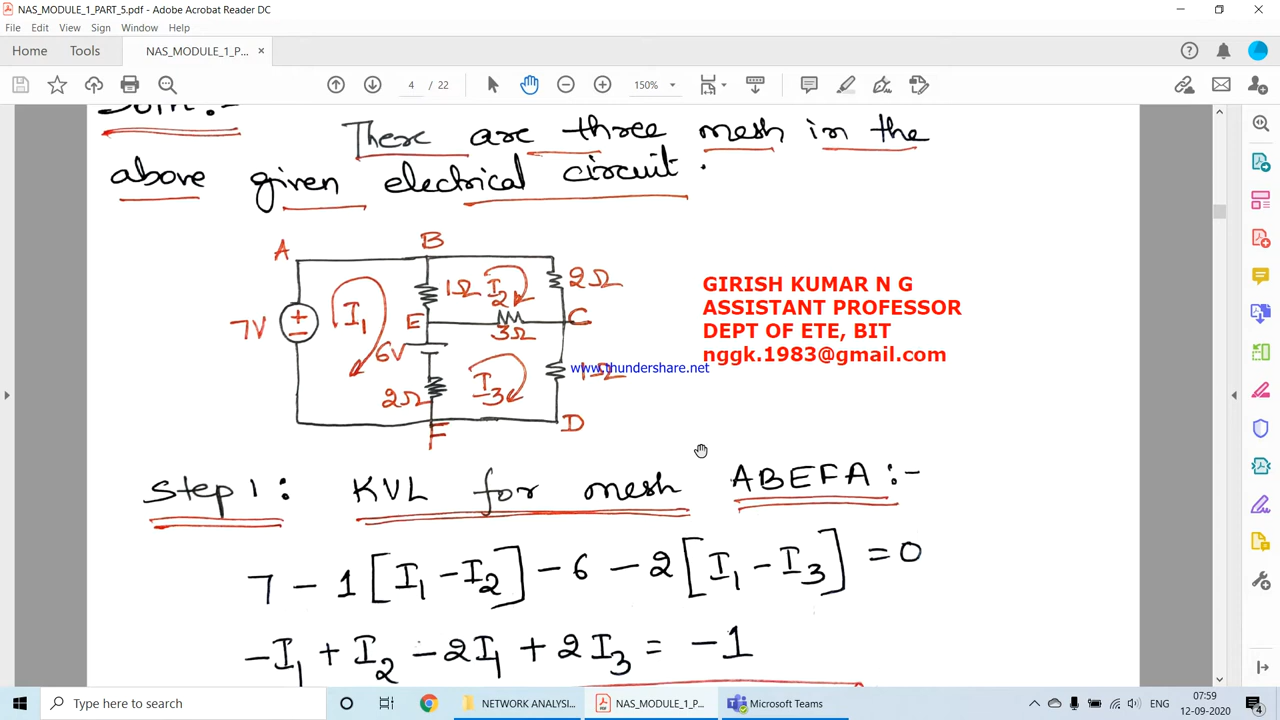 NAS_MODULE_1_PART_5.pdf - Adobe Acrobat Reader DC
File Edit View Sign Window Help
Home Tools NAS_MODULE_1_P... ×
4 / 22 150%
Soln:-
There are three mesh in the
above given electrical circuit.
A B
1Ω I2 2Ω
7V I1 E 3Ω C
6V
2Ω I3 1Ω
F D
www.thundershare.net
GIRISH KUMAR N G
ASSISTANT PROFESSOR
DEPT OF ETE, BIT
nggk.1983@gmail.com
Step 1: KVL for mesh ABEFA:-
7 - 1[I1 - I2] - 6 - 2[I1 - I3] = 0
-I1 + I2 - 2I1 + 2I3 = -1
Type here to search
NETWORK ANALYSI... NAS_MODULE_1_P... Microsoft Teams
ENG 07:59
12-09-2020 4